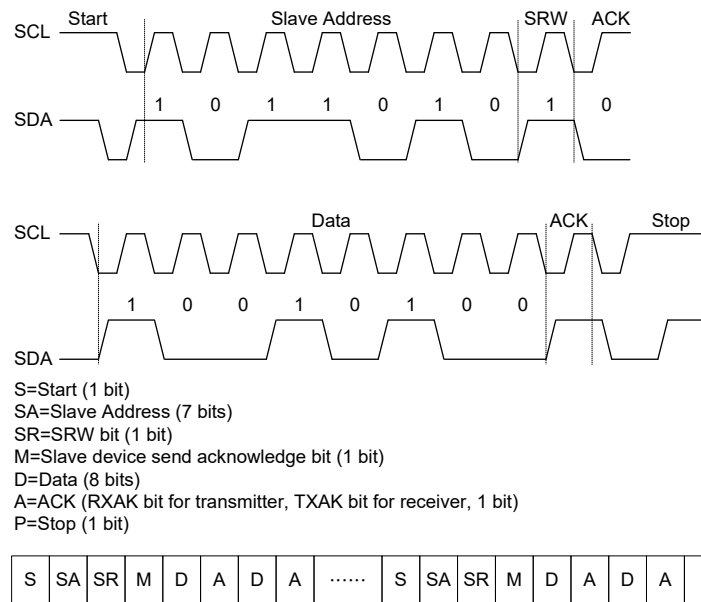 Start Slave Address SRW ACK
SCL
1 0 1 1 0 1 0 1 0
SDA
Data ACK Stop
SCL
1 0 0 1 0 1 0 0
SDA
S=Start (1 bit)
SA=Slave Address (7 bits)
SR=SRW bit (1 bit)
M=Slave device send acknowledge bit (1 bit)
D=Data (8 bits)
A=ACK (RXAK bit for transmitter, TXAK bit for receiver, 1 bit)
P=Stop (1 bit)
S SA SR M D A D A ······ S SA SR M D A D A